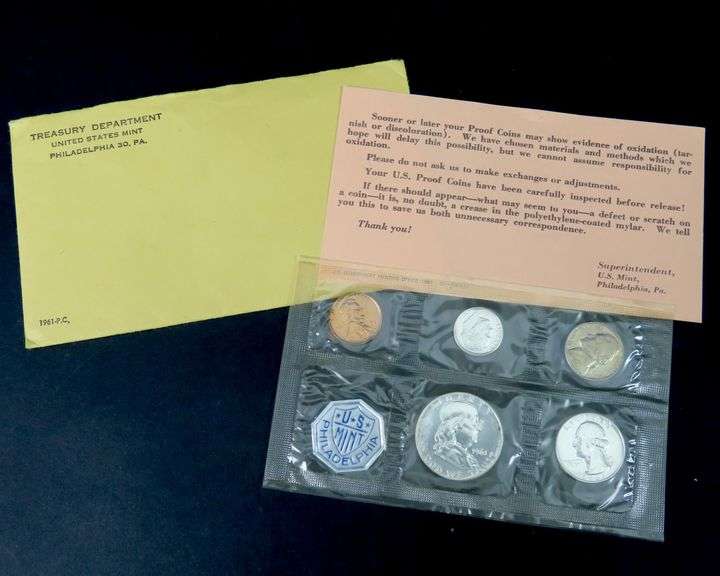 TREASURY DEPARTMENT
UNITED STATES MINT
PHILADELPHIA 30, PA.
1961-P.C.
Sooner or later your Proof Coins may show evidence of oxidation (tar-
nish or discoloration). We have chosen materials and methods which we
hope will delay this possibility, but we cannot assume responsibility for
oxidation.
Please do not ask us to make exchanges or adjustments.
Your U.S. Proof Coins have been carefully inspected before release!
If there should appear—what may seem to you—a defect or scratch on
a coin—it is, no doubt, a crease in the polyethylene-coated mylar. We tell
you this to save us both unnecessary correspondence.
Thank you!
Superintendent,
U.S. Mint,
Philadelphia, Pa.
U★S
MINT
PHILADELPHIA
1961